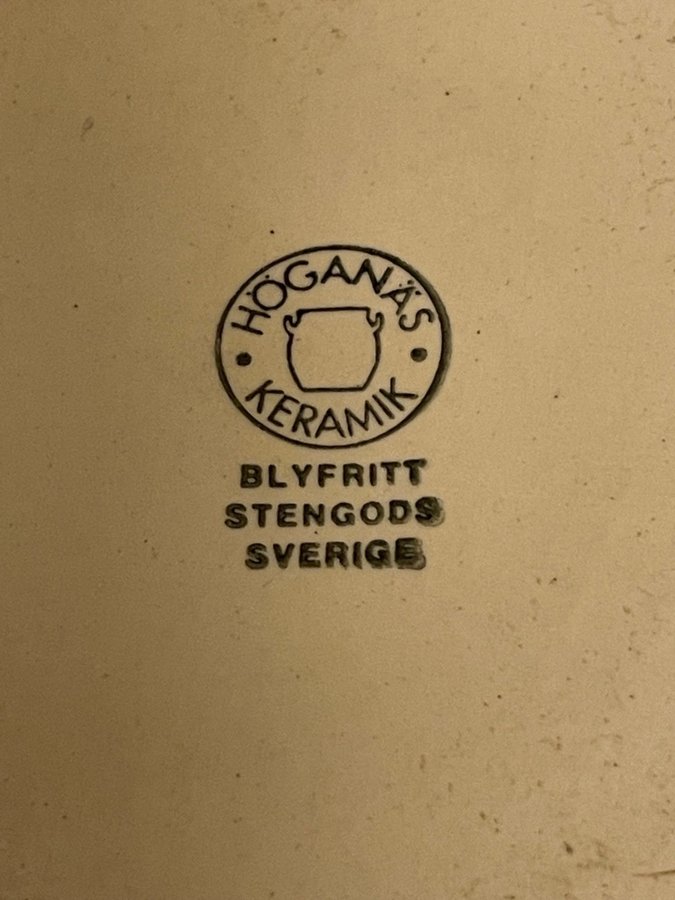 HÖGANÄS
KERAMIK
BLYFRITT
STENGODS
SVERIGE